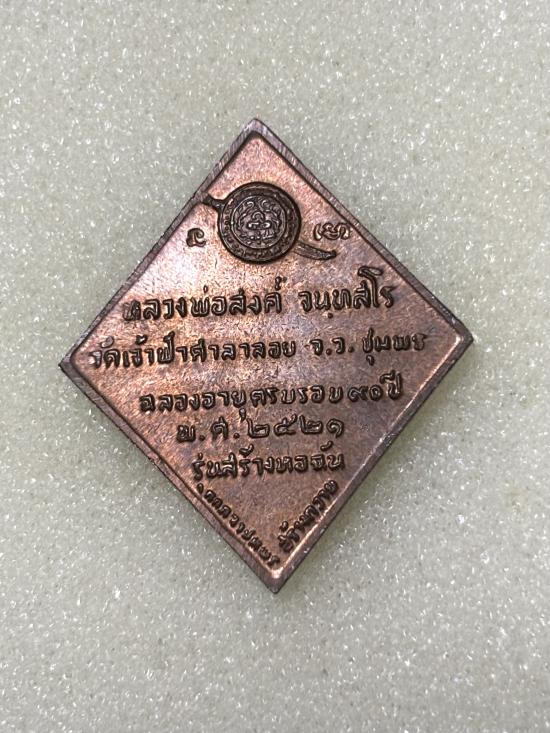 หลวงพ่อสงค์ จนฺทสโร
วัดเจ้าฟ้าศาลาลอย จ.ว. ชุมพร
ฉลองอายุครบรอบ ๙๐ ปี
พ.ศ. ๒๕๒๑
รุ่นสร้างหอฉัน